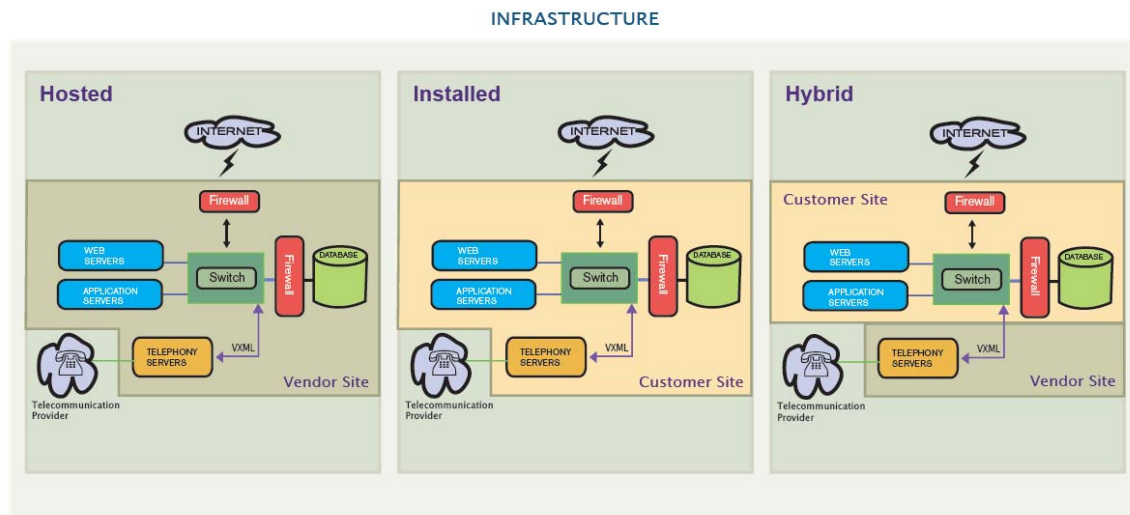 INFRASTRUCTURE
Hosted
INTERNET
Firewall
WEB
SERVERS
APPLICATION
SERVERS
Switch
Firewall
DATABASE
TELEPHONY
SERVERS
VXML
Vendor Site
Telecommunication
Provider
Installed
INTERNET
Firewall
WEB
SERVERS
APPLICATION
SERVERS
Switch
Firewall
DATABASE
TELEPHONY
SERVERS
VXML
Customer Site
Telecommunication
Provider
Hybrid
INTERNET
Customer Site
Firewall
WEB
SERVERS
APPLICATION
SERVERS
Switch
Firewall
DATABASE
TELEPHONY
SERVERS
VXML
Vendor Site
Telecommunication
Provider